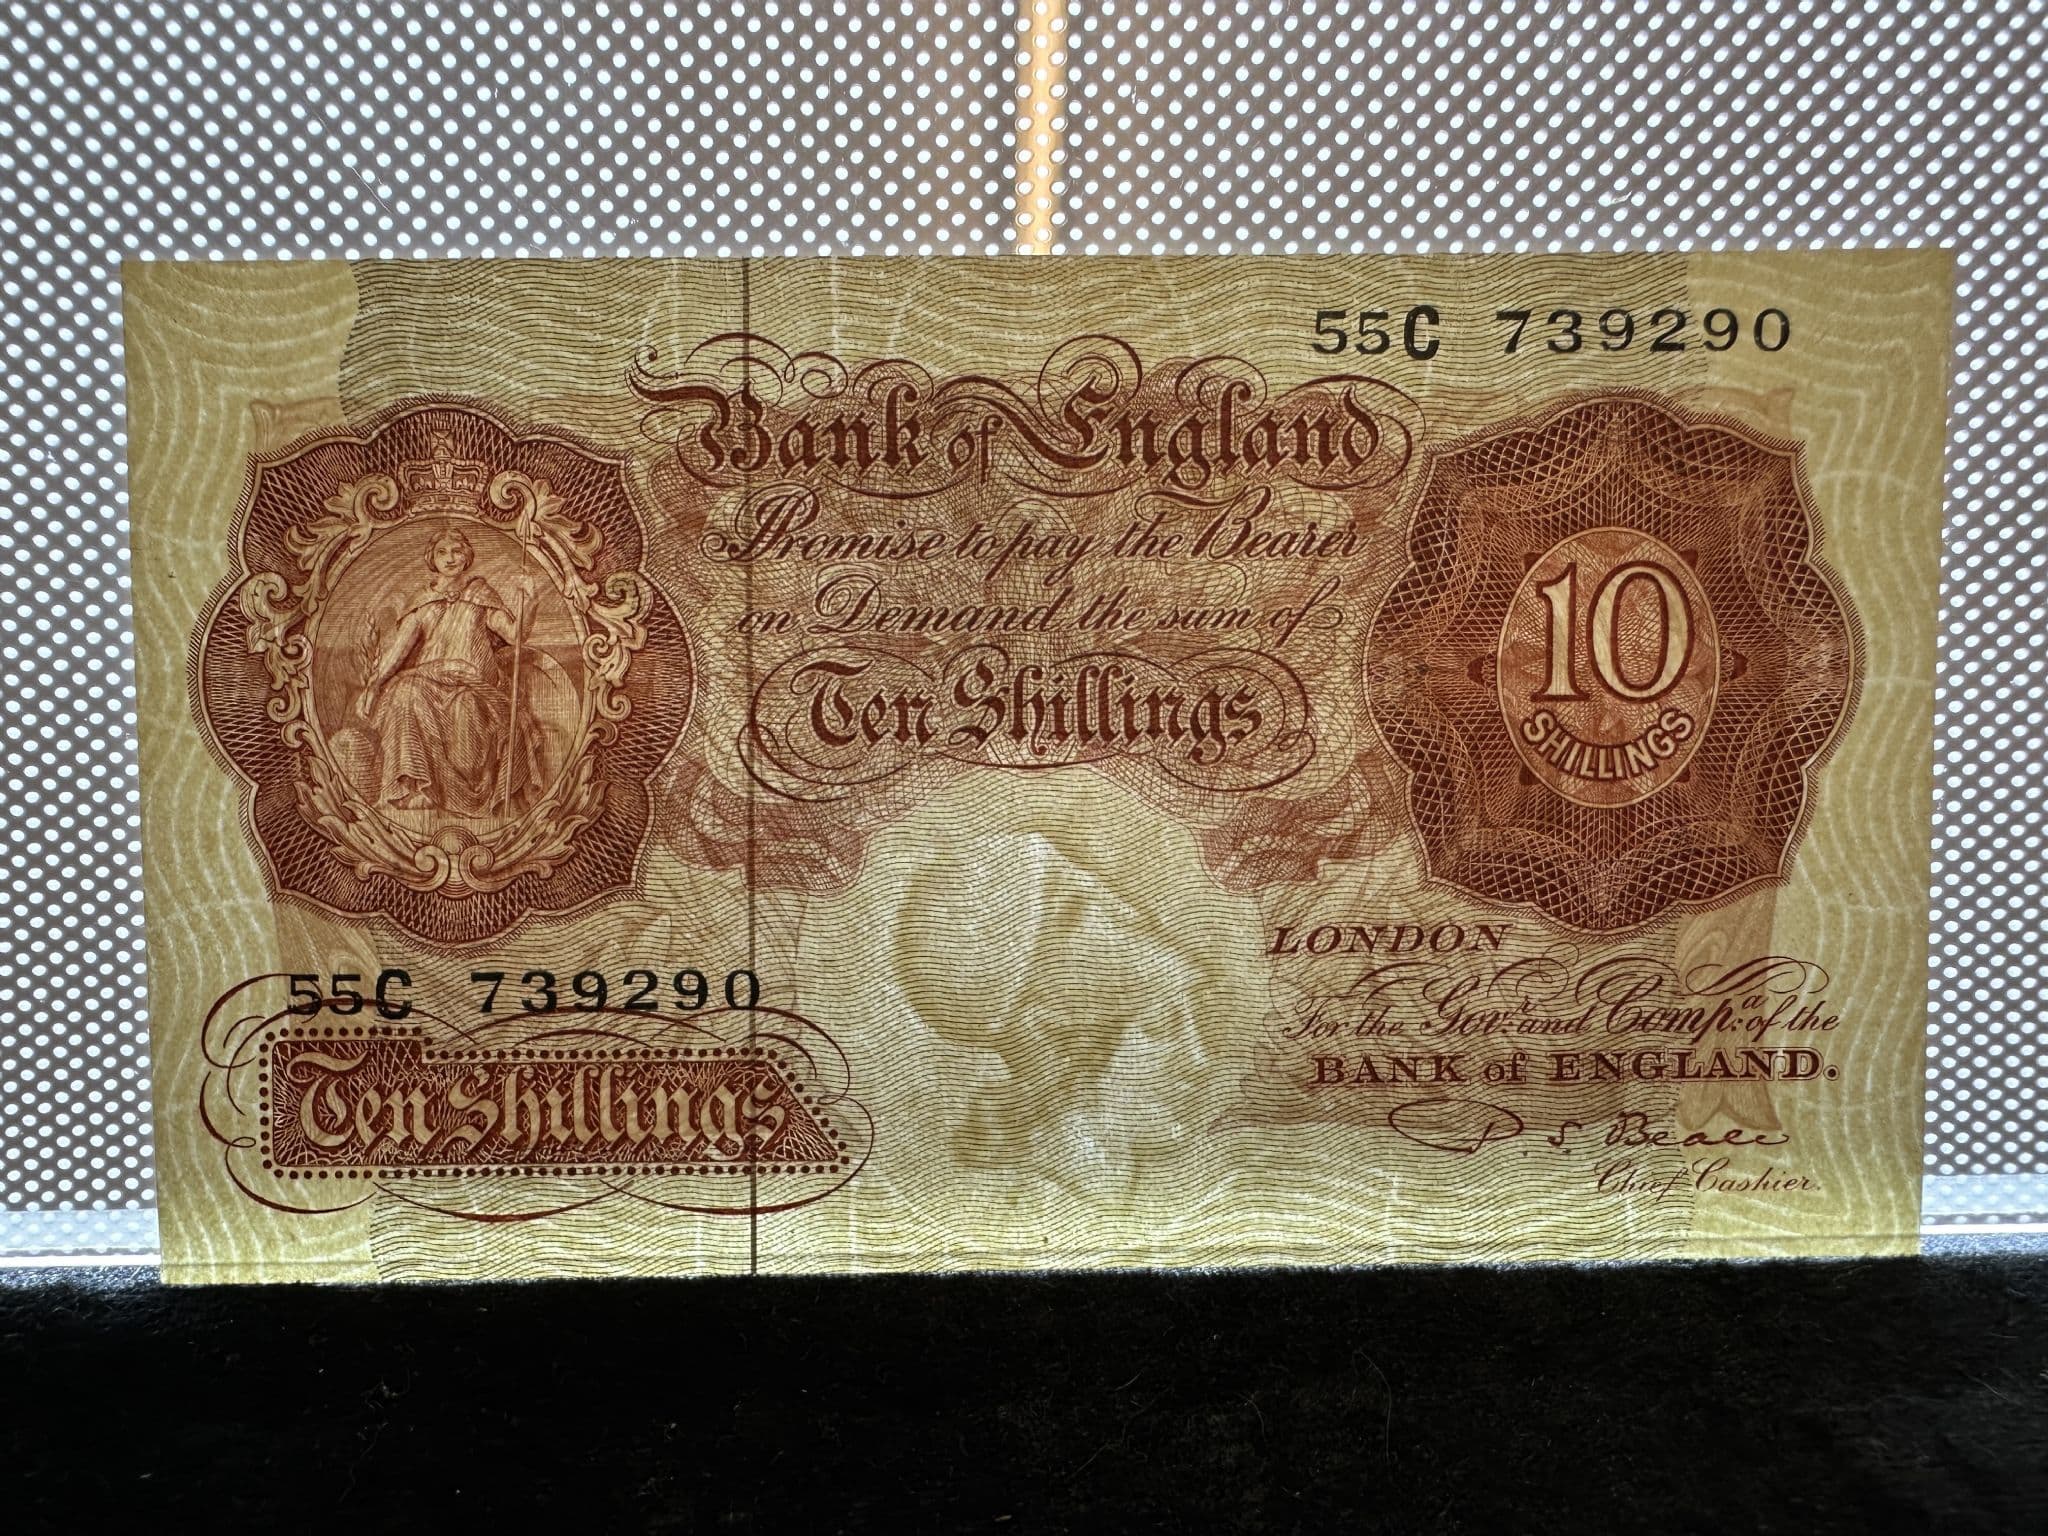 55C 739290
Bank of England
Promise to pay the Bearer
on Demand the sum of
Ten Shillings
10
SHILLINGS
LONDON
For the Govr. and Compa. of the
BANK of ENGLAND.
P. S. Beale
Chief Cashier.
55C 739290
Ten Shillings